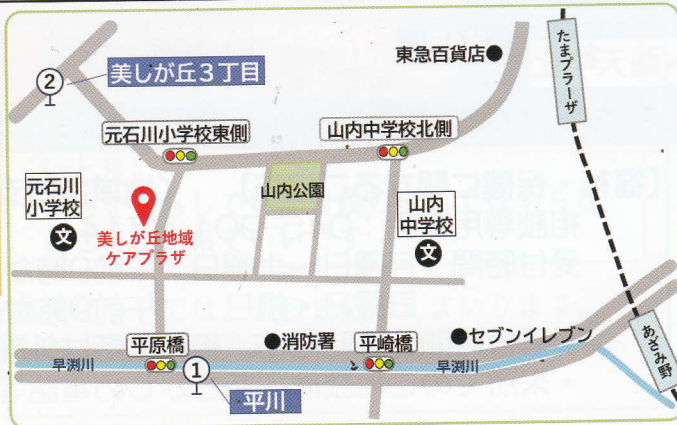 たまプラーザ
東急百貨店●
② 美しが丘3丁目
元石川小学校東側
山内中学校北側
元石川
小学校
文
山内公園
山内
中学校
文
美しが丘地域
ケアプラザ
平原橋
●消防署
平崎橋
●セブンイレブン
あざみ野
早渕川
①
早渕川
平川